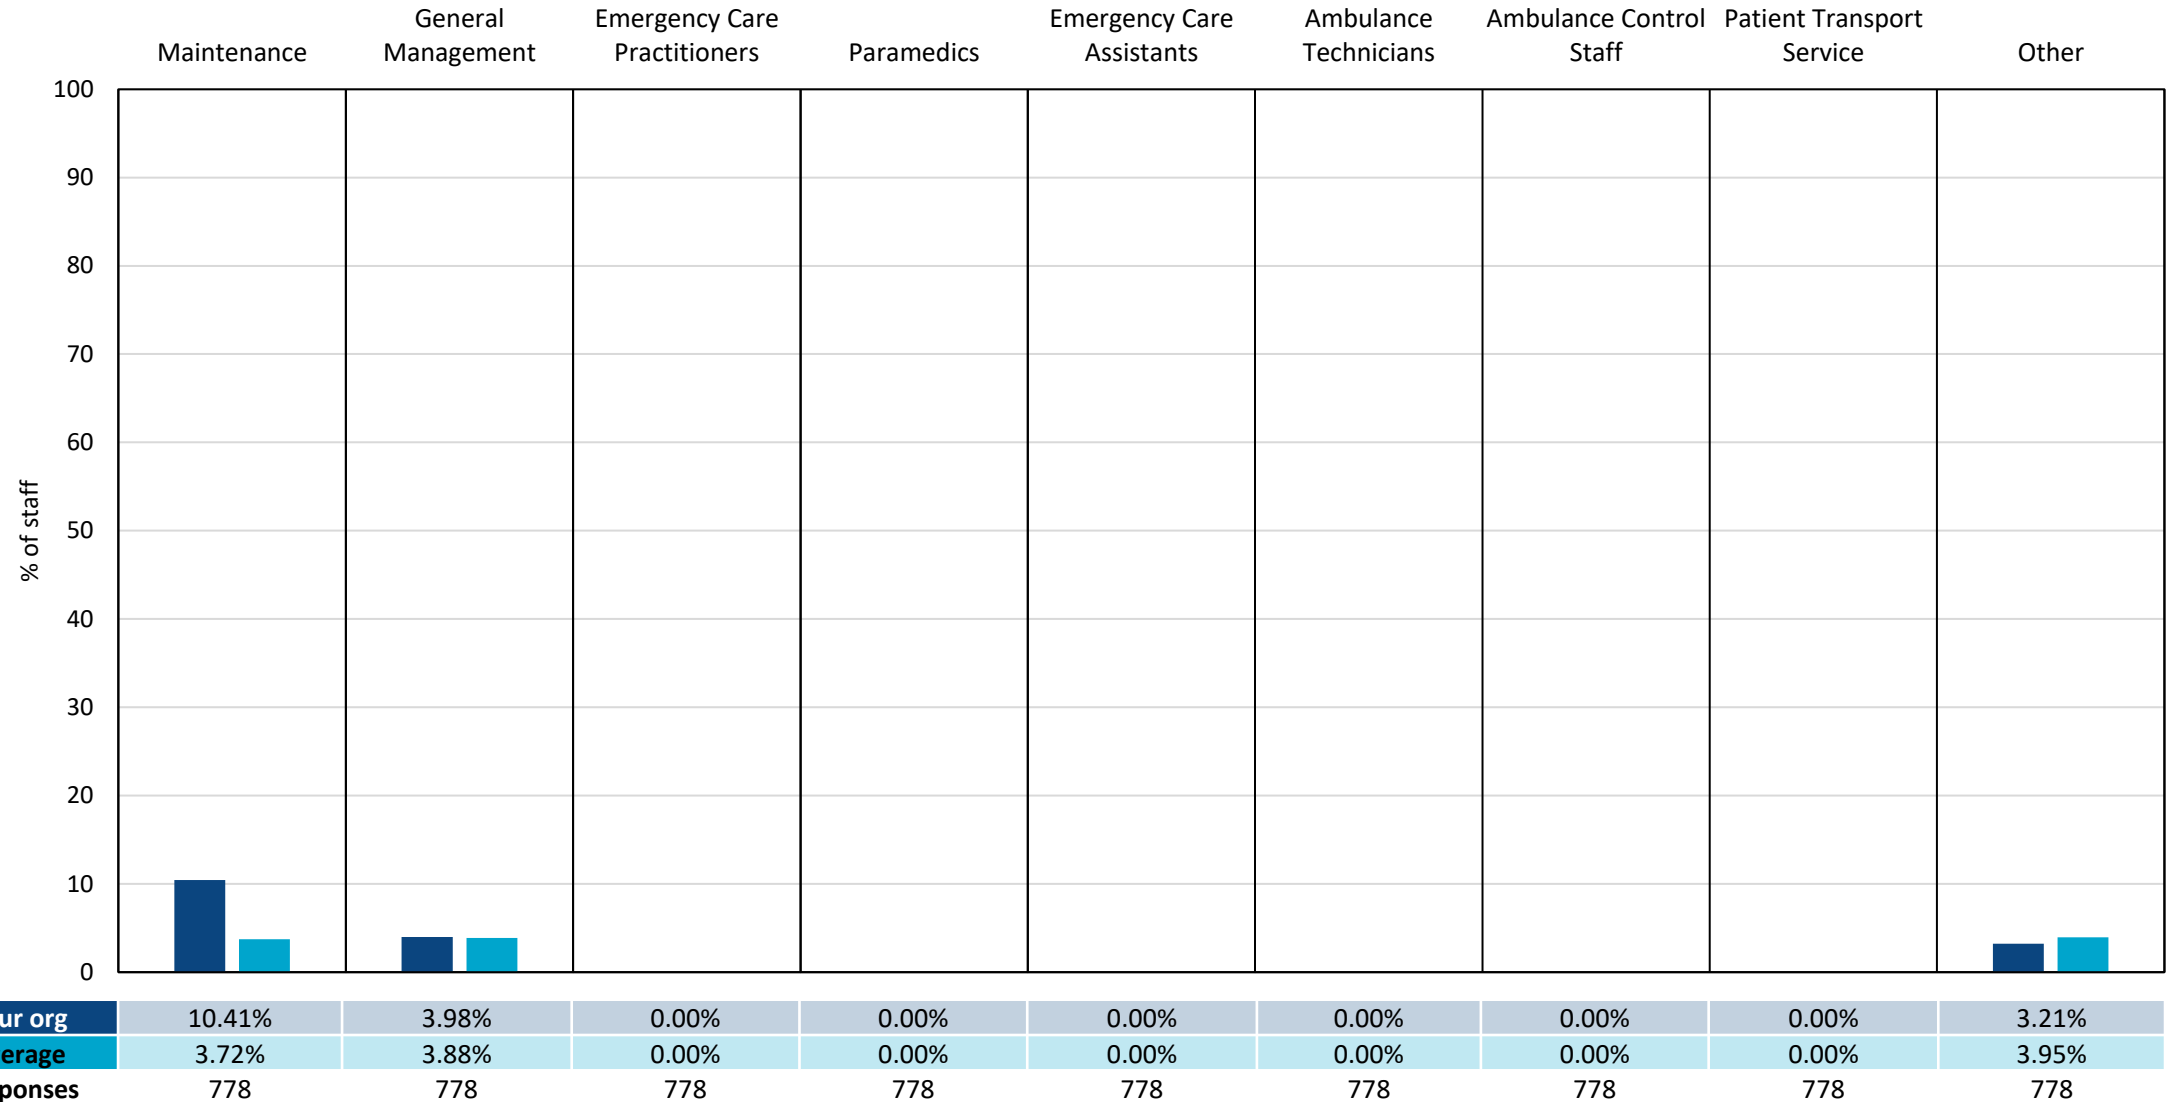 General Emergency Care Emergency Care Ambulance Ambulance Control Patient Transport
Maintenance Management Practitioners Paramedics Assistants Technicians Staff Service Other
100
90
80
70
60
50
40
30
20
10
0
% of staff
ur org 10.41% 3.98% 0.00% 0.00% 0.00% 0.00% 0.00% 0.00% 3.21%
erage 3.72% 3.88% 0.00% 0.00% 0.00% 0.00% 0.00% 0.00% 3.95%
ponses 778 778 778 778 778 778 778 778 778